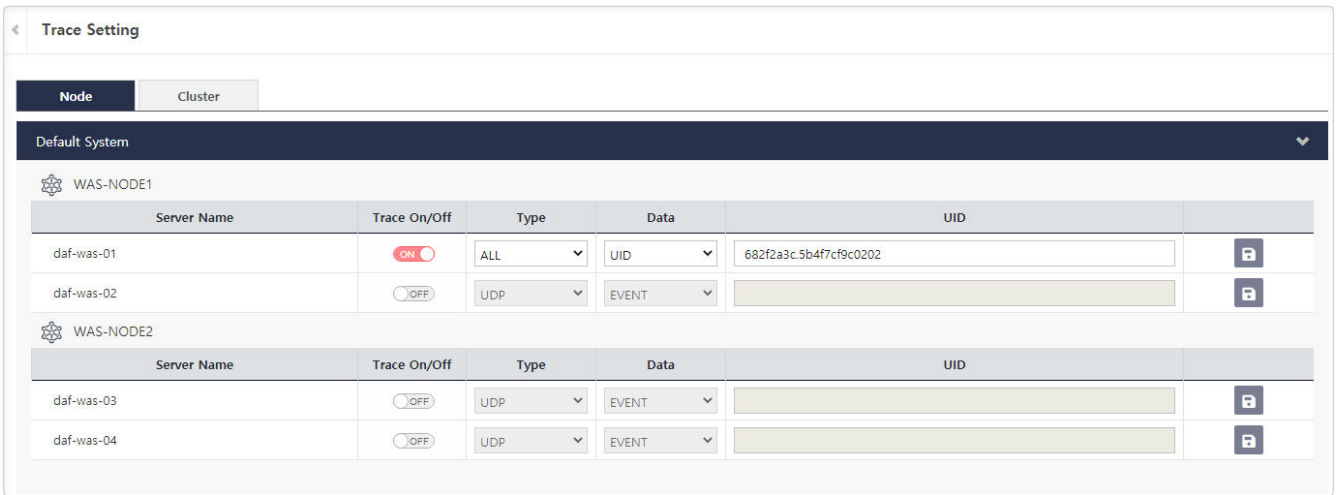 Trace Setting
Node Cluster
Default System
WAS-NODE1
Server Name Trace On/Off Type Data UID
daf-was-01 ON ALL UID 682f2a3c.5b4f7cf9c0202
daf-was-02 OFF UDP EVENT
WAS-NODE2
Server Name Trace On/Off Type Data UID
daf-was-03 OFF UDP EVENT
daf-was-04 OFF UDP EVENT